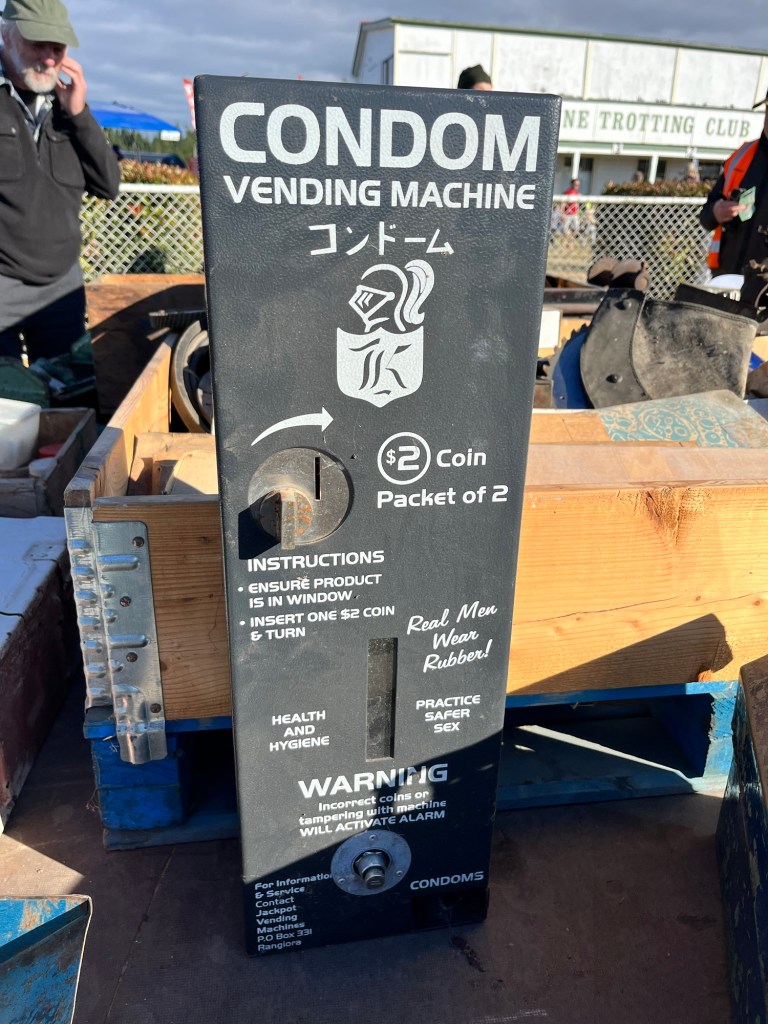 CONDOM
VENDING MACHINE
コンドーム
NE TROTTING CLUB
LK
$2 Coin
Packet of 2
INSTRUCTIONS
• ENSURE PRODUCT
IS IN WINDOW
• INSERT ONE $2 COIN
& TURN
Real Men
Wear
Rubber!
HEALTH
AND
HYGIENE
PRACTICE
SAFER
SEX
WARNING
Incorrect coins or
tampering with machine
WILL ACTIVATE ALARM
For Information
& Service
Contact
Jackpot
Vending
Machines
P.O Box 331
Rangiora
CONDOMS